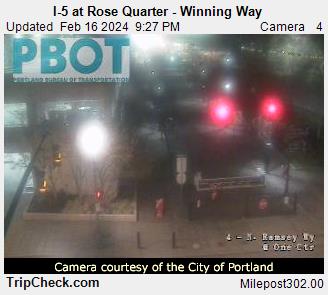 I-5 at Rose Quarter - Winning Way
Updated Feb 16 2024 9:27 PM Camera 4
PBOT
PORTLAND BUREAU OF TRANSPORTATION
4 - N. Ramsey Wy
@ One Ctr
Camera courtesy of the City of Portland
TripCheck.com Milepost302.00